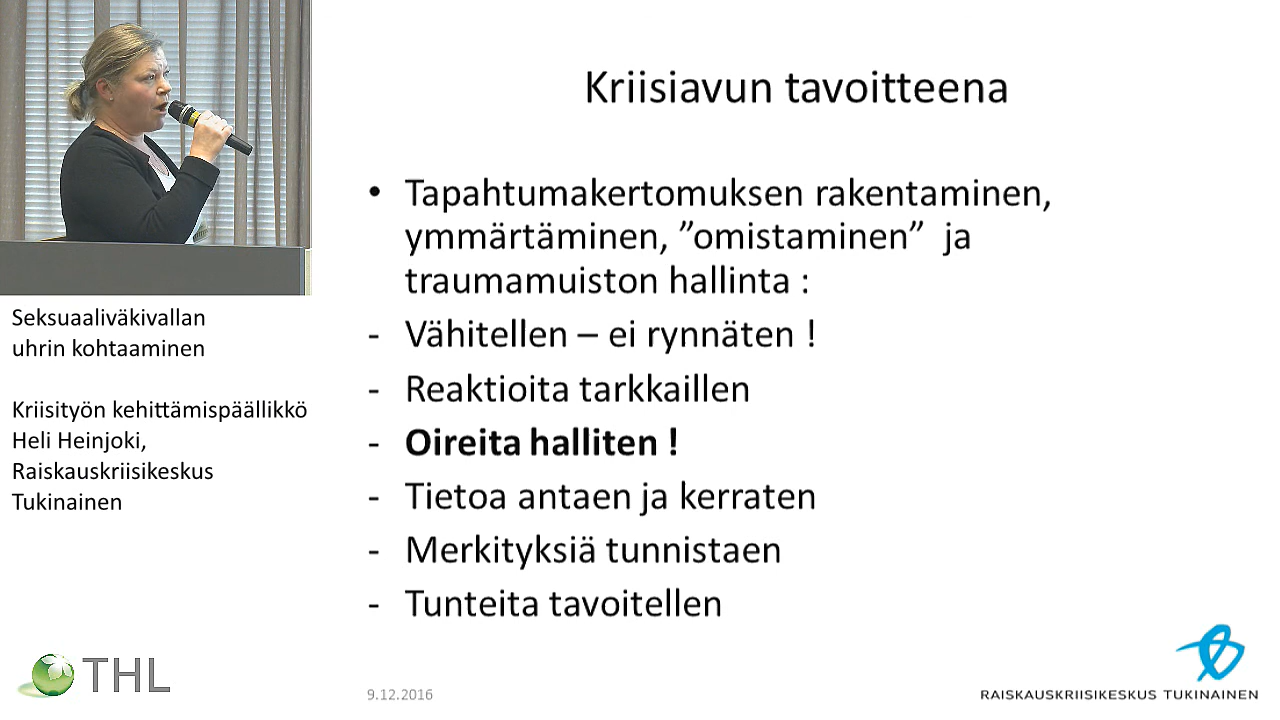 Kriisiavun tavoitteena
• Tapahtumakertomuksen rakentaminen,
ymmärtäminen, ”omistaminen” ja
traumamuiston hallinta :
- Vähitellen – ei rynnäten !
- Reaktioita tarkkaillen
- Oireita halliten !
- Tietoa antaen ja kerraten
- Merkityksiä tunnistaen
- Tunteita tavoitellen
Seksuaaliväkivallan
uhrin kohtaaminen
Kriisityön kehittämispäällikkö
Heli Heinjoki,
Raiskauskriisikeskus
Tukinainen
THL
9.12.2016
RAISKAUSKRIISIKESKUS TUKINAINEN